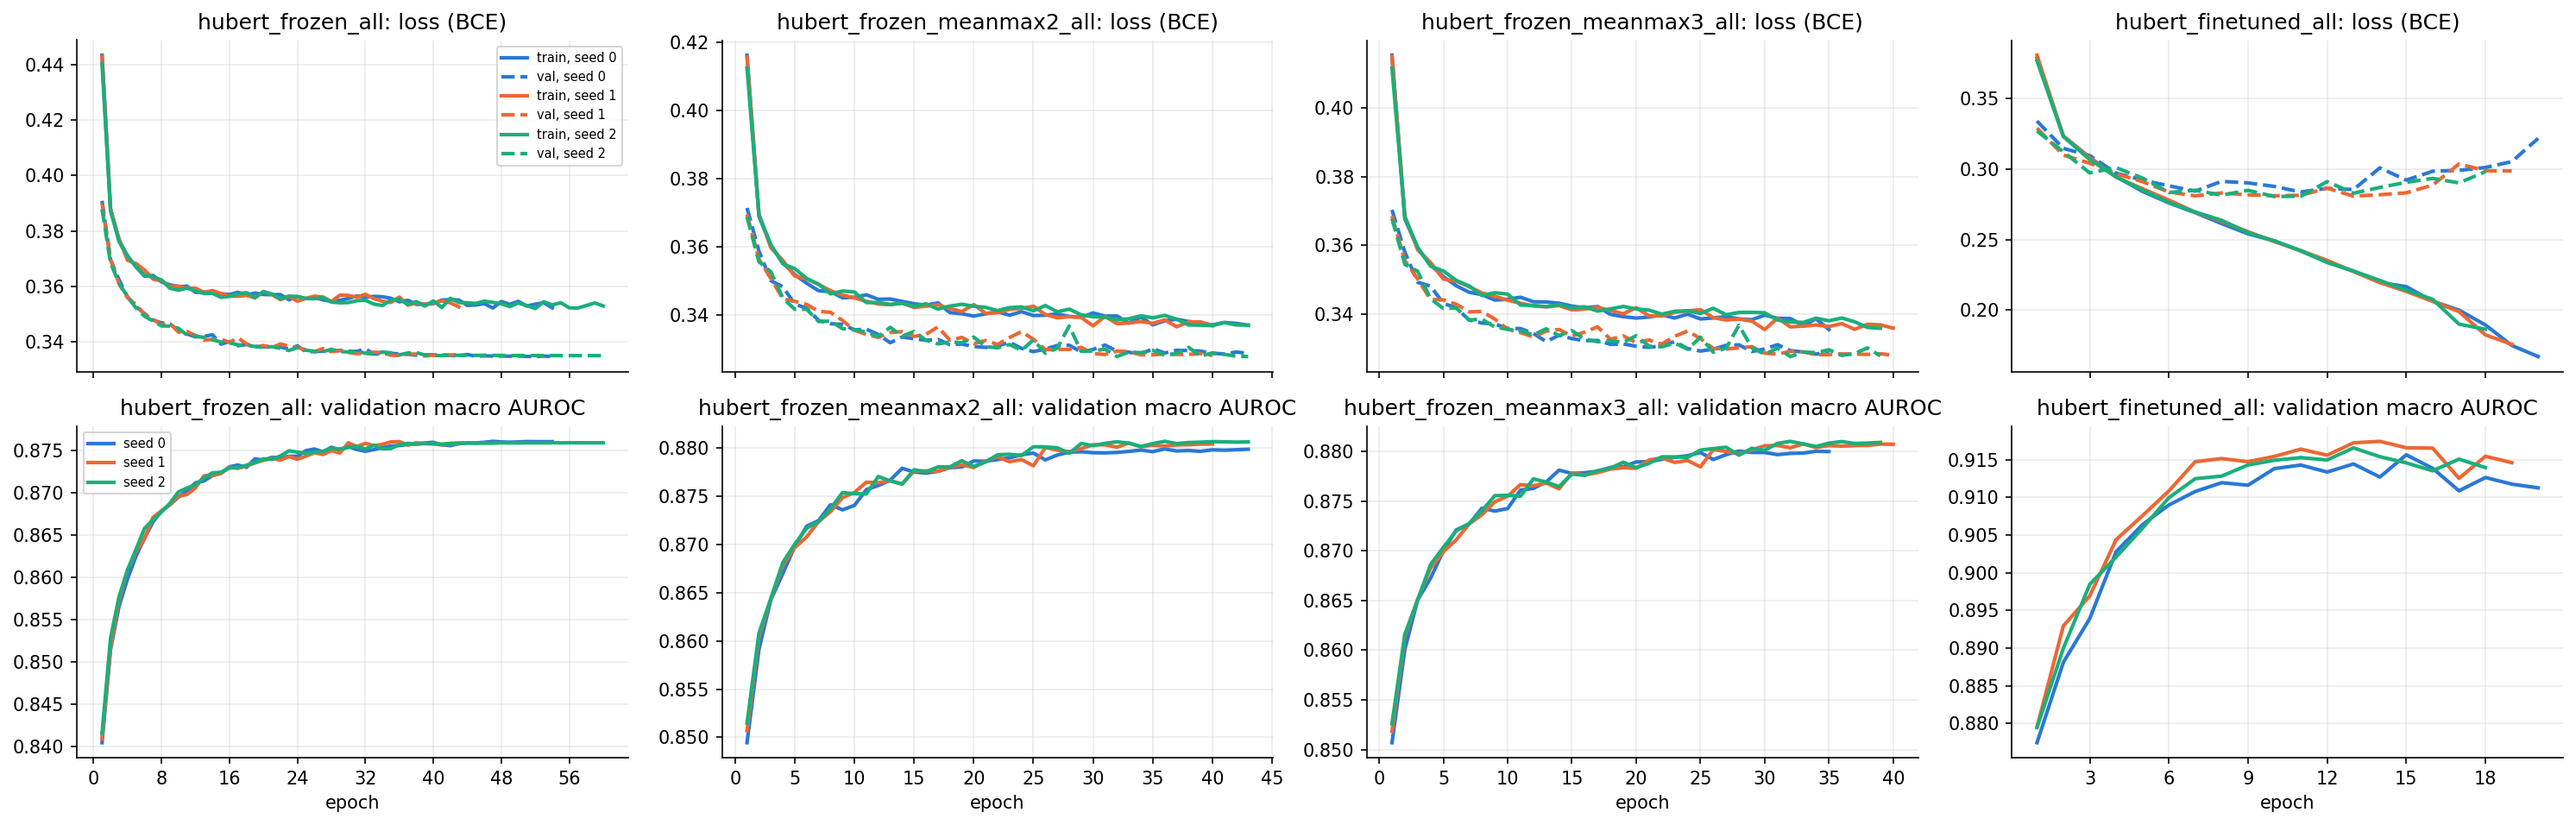 hubert_frozen_all: loss (BCE)
0.44
0.42
0.40
0.38
0.36
0.34
train, seed 0
val, seed 0
train, seed 1
val, seed 1
train, seed 2
val, seed 2
hubert_frozen_meanmax2_all: loss (BCE)
0.42
0.40
0.38
0.36
0.34
hubert_frozen_meanmax3_all: loss (BCE)
0.40
0.38
0.36
0.34
hubert_finetuned_all: loss (BCE)
0.35
0.30
0.25
0.20
hubert_frozen_all: validation macro AUROC
0.875
0.870
0.865
0.860
0.855
0.850
0.845
0.840
seed 0
seed 1
seed 2
0 8 16 24 32 40 48 56
epoch
hubert_frozen_meanmax2_all: validation macro AUROC
0.880
0.875
0.870
0.865
0.860
0.855
0.850
0 5 10 15 20 25 30 35 40 45
epoch
hubert_frozen_meanmax3_all: validation macro AUROC
0.880
0.875
0.870
0.865
0.860
0.855
0.850
0 5 10 15 20 25 30 35 40
epoch
hubert_finetuned_all: validation macro AUROC
0.915
0.910
0.905
0.900
0.895
0.890
0.885
0.880
3 6 9 12 15 18
epoch